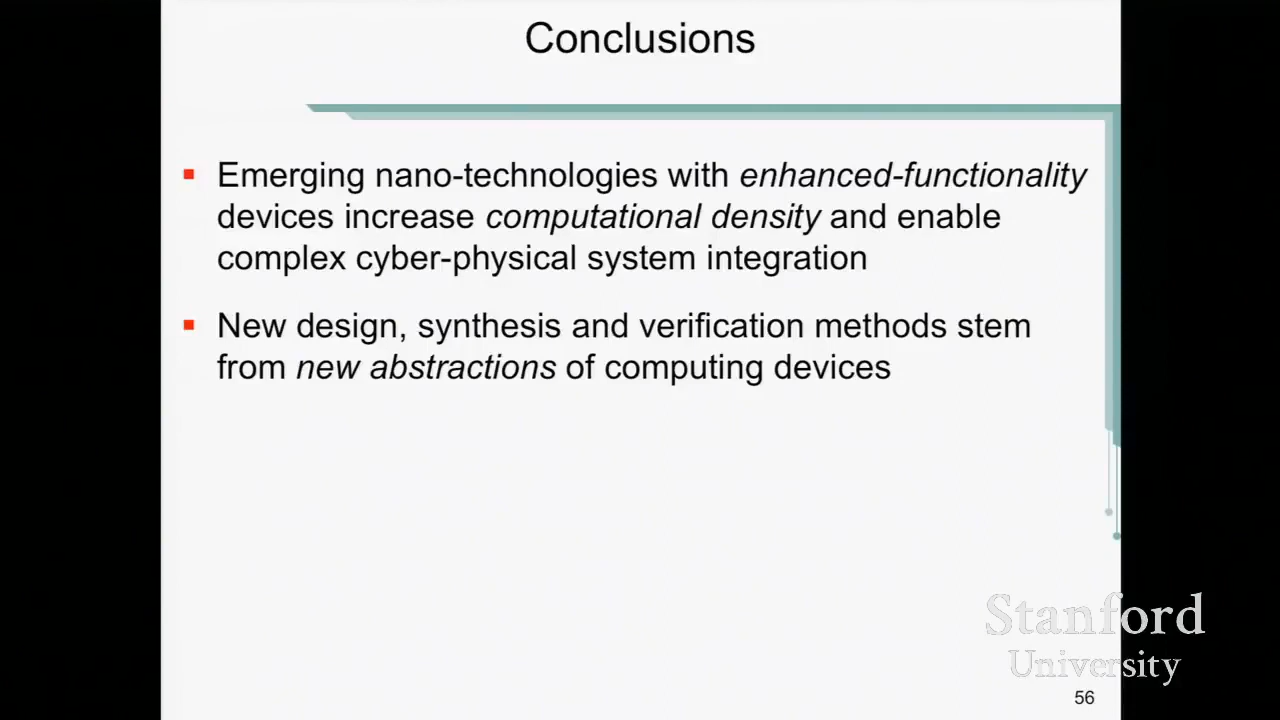 Conclusions
Emerging nano-technologies with enhanced-functionality
devices increase computational density and enable
complex cyber-physical system integration
New design, synthesis and verification methods stem
from new abstractions of computing devices
Stanford
University
56